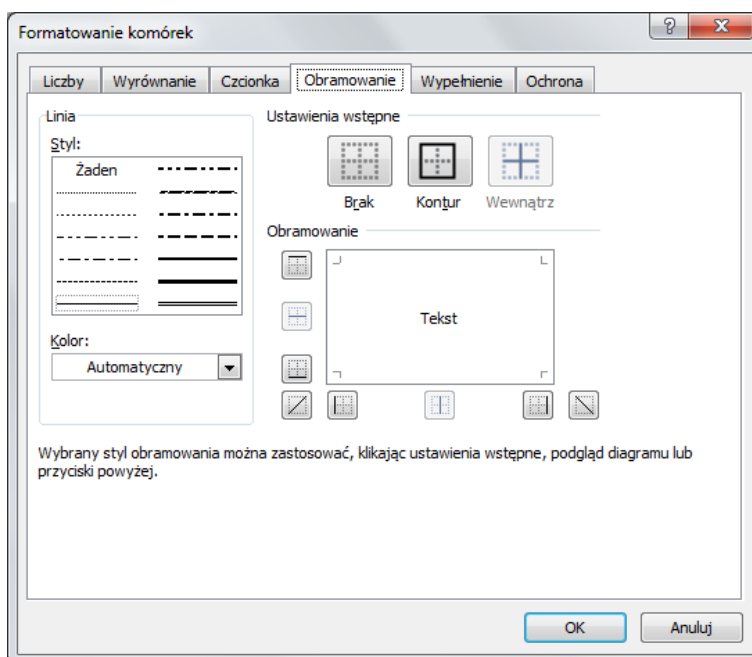 Formatowanie komórek
Liczby Wyrównanie Czcionka Obramowanie Wypełnienie Ochrona
Linia
Styl:
Żaden
Kolor:
Automatyczny
Ustawienia wstępne
Brak Kontur Wewnątrz
Obramowanie
Tekst
Wybrany styl obramowania można zastosować, klikając ustawienia wstępne, podgląd diagramu lub
przyciski powyżej.
OK Anuluj